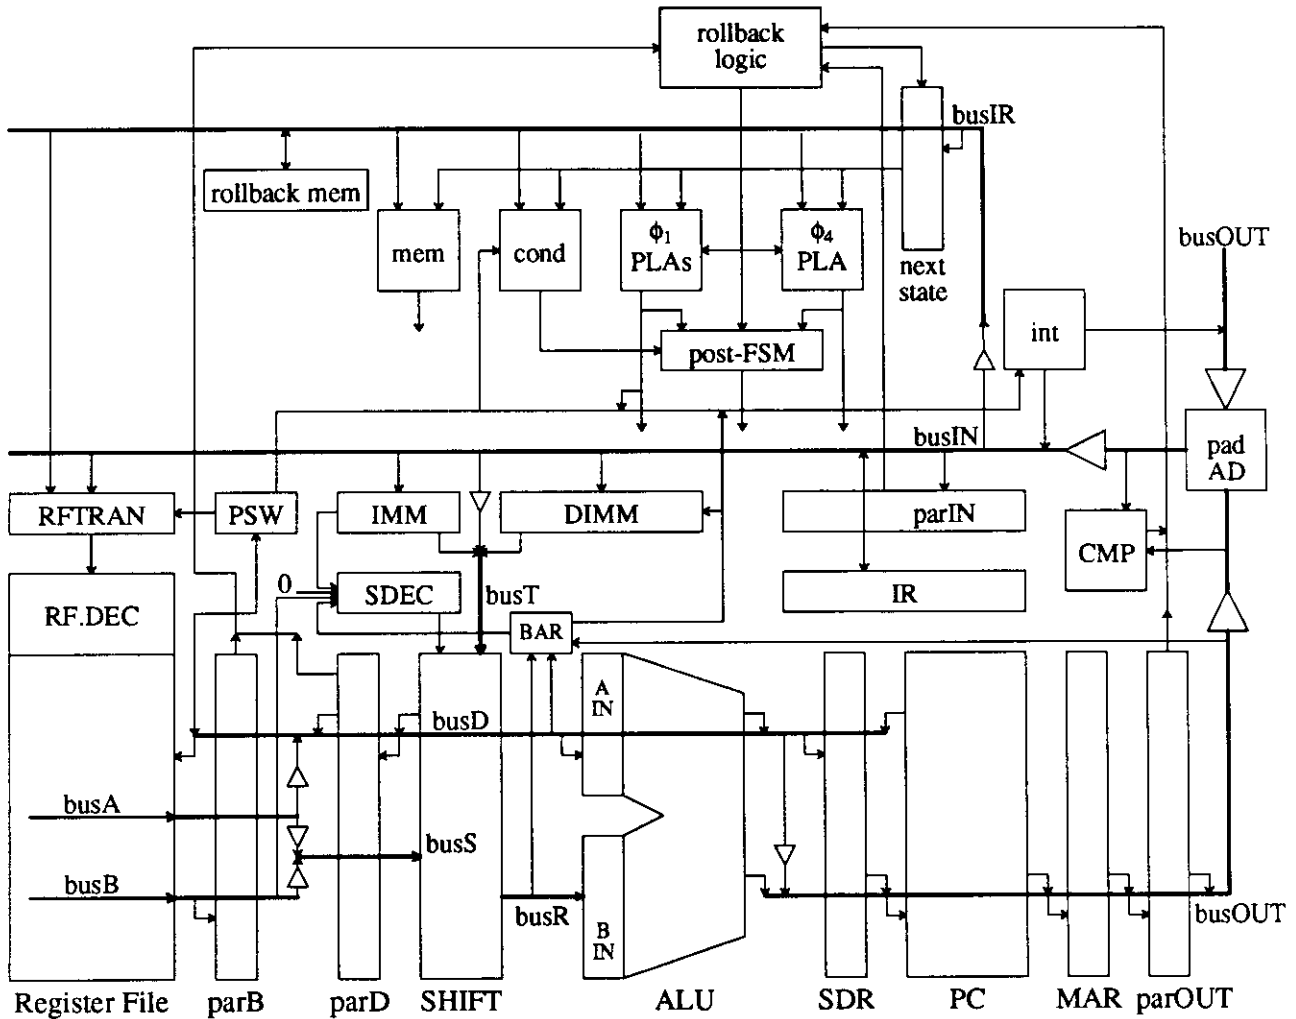 rollback
logic
busIR
rollback mem
mem
cond
ϕ1
PLAs
ϕ4
PLA
next
state
busOUT
int
post-FSM
busIN
pad
AD
RFTRAN
PSW
IMM
DIMM
parIN
CMP
0
SDEC
busT
IR
RF.DEC
BAR
A
IN
busD
busA
busS
busB
busR
B
IN
busOUT
Register File
parB
parD
SHIFT
ALU
SDR
PC
MAR
parOUT